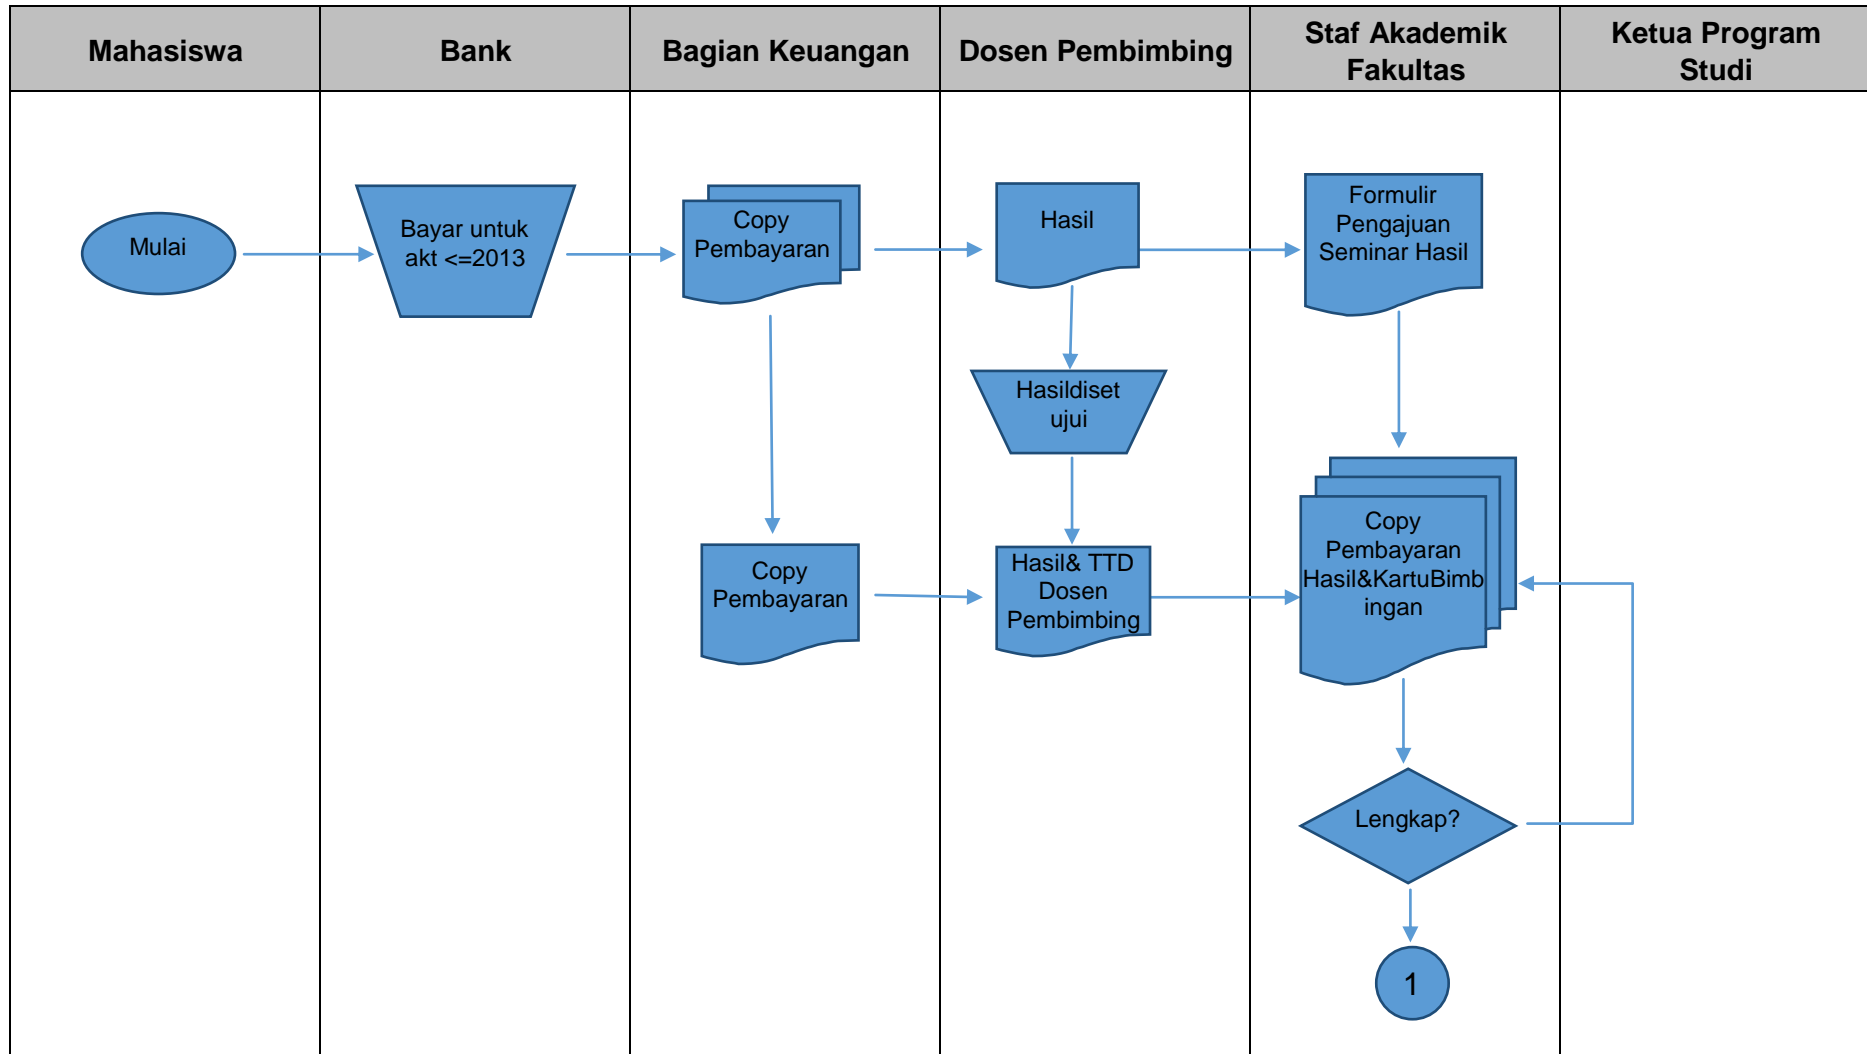 Mahasiswa
Bank
Bagian Keuangan
Dosen Pembimbing
Staf Akademik
Fakultas
Ketua Program
Studi
Mulai
Bayar untuk
akt <=2013
Copy
Pembayaran
Hasil
Formulir
Pengajuan
Seminar Hasil
Hasildiset
ujui
Copy
Pembayaran
Hasil& TTD
Dosen
Pembimbing
Copy
Pembayaran
Hasil&KartuBimb
ingan
Lengkap?
1